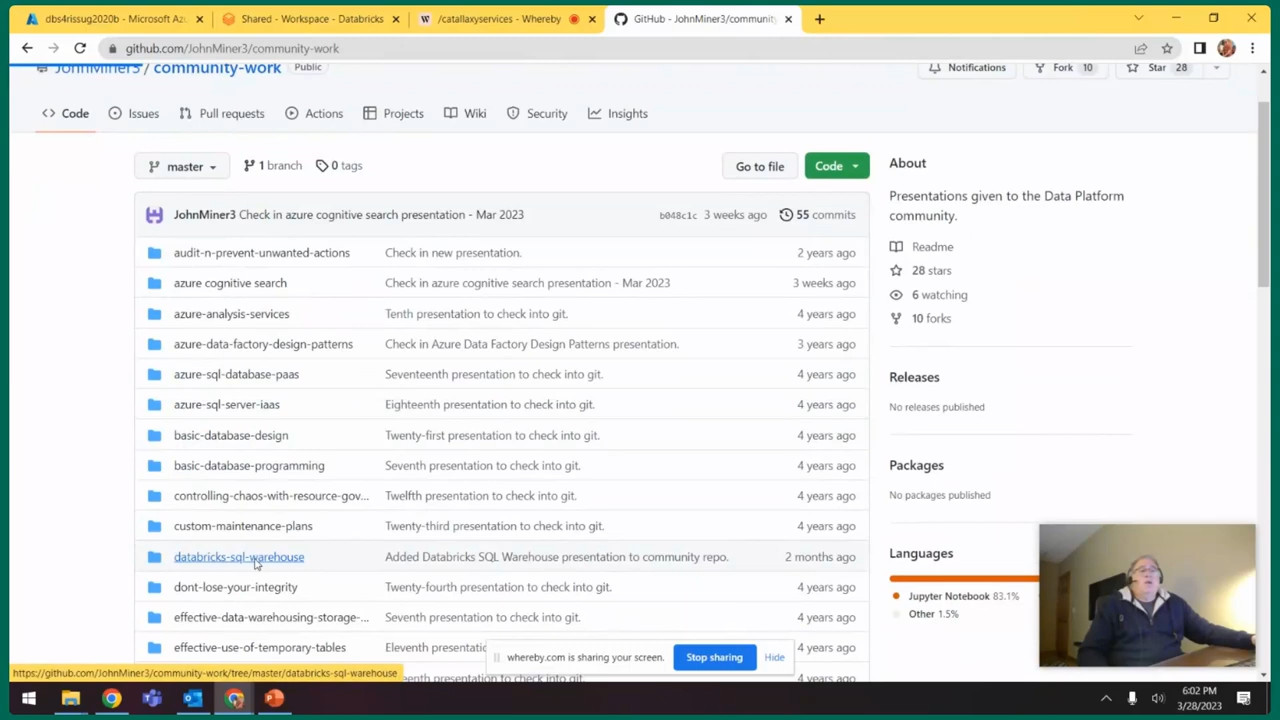 dbs4rissug2020b - Microsoft Az
Shared - Workspace - Databricks
/catallaxyservices - Whereby
GitHub - JohnMiner3/communi
github.com/JohnMiner3/community-work
JohnMiner3 / community-work Public
Notifications
Fork 10
Star 28
Code
Issues
Pull requests
Actions
Projects
Wiki
Security
Insights
master
1 branch
0 tags
Go to file
Code
JohnMiner3 Check in azure cognitive search presentation - Mar 2023 b048c1c 3 weeks ago 55 commits
audit-n-prevent-unwanted-actions Check in new presentation. 2 years ago
azure cognitive search Check in azure cognitive search presentation - Mar 2023 3 weeks ago
azure-analysis-services Tenth presentation to check into git. 4 years ago
azure-data-factory-design-patterns Check in Azure Data Factory Design Patterns presentation. 3 years ago
azure-sql-database-paas Seventeenth presentation to check into git. 4 years ago
azure-sql-server-iaas Eighteenth presentation to check into git. 4 years ago
basic-database-design Twenty-first presentation to check into git. 4 years ago
basic-database-programming Seventh presentation to check into git. 4 years ago
controlling-chaos-with-resource-gov... Twelfth presentation to check into git. 4 years ago
custom-maintenance-plans Twenty-third presentation to check into git. 4 years ago
databricks-sql-warehouse Added Databricks SQL Warehouse presentation to community repo. 2 months ago
dont-lose-your-integrity Twenty-fourth presentation to check into git. 4 years ago
effective-data-warehousing-storage-... Seventh presentation to check into git. 4 years ago
effective-use-of-temporary-tables Eleventh presentation 4 years ago
presentation to check into git. 4 years ago
About
Presentations given to the Data Platform
community.
Readme
28 stars
6 watching
10 forks
Releases
No releases published
Packages
No packages published
Languages
Jupyter Notebook 83.1%
Other 1.5%
whereby.com is sharing your screen.
Stop sharing
Hide
https://github.com/JohnMiner3/community-work/tree/master/databricks-sql-warehouse
6:02 PM
3/28/2023